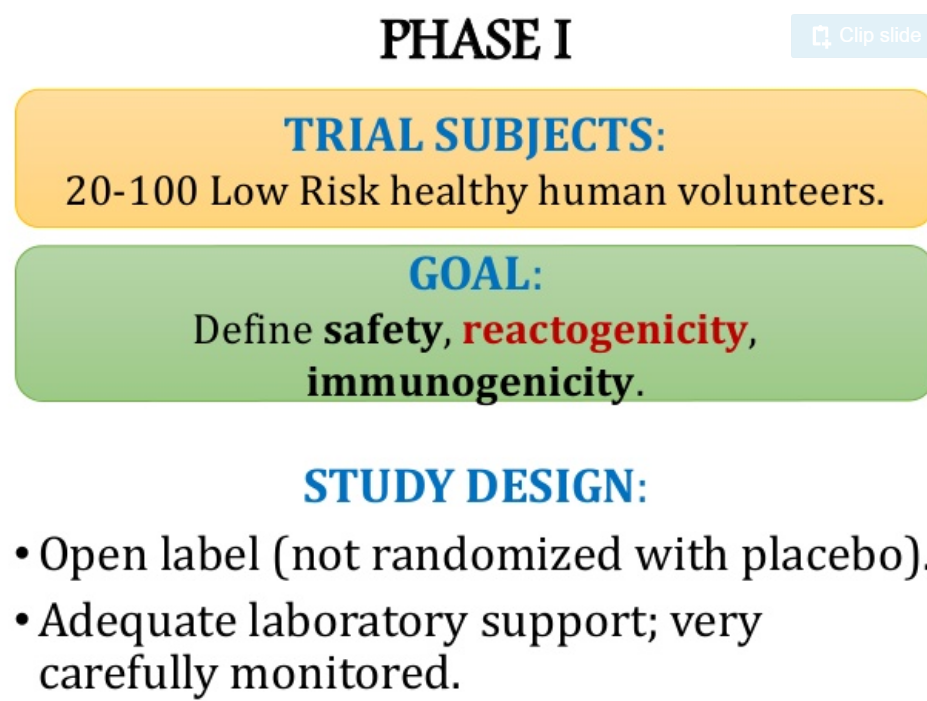 PHASE I
Clip slide
TRIAL SUBJECTS:
20-100 Low Risk healthy human volunteers.
GOAL:
Define safety, reactogenicity,
immunogenicity.
STUDY DESIGN:
• Open label (not randomized with placebo).
• Adequate laboratory support; very
carefully monitored.